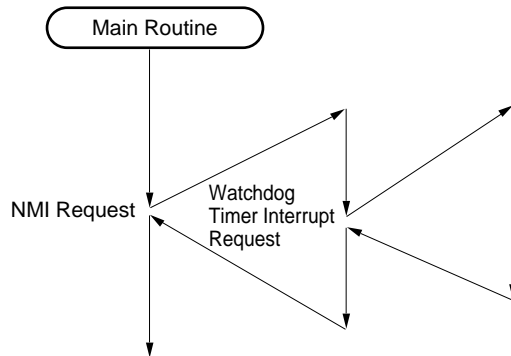 Main Routine
NMI Request
Watchdog
Timer Interrupt
Request